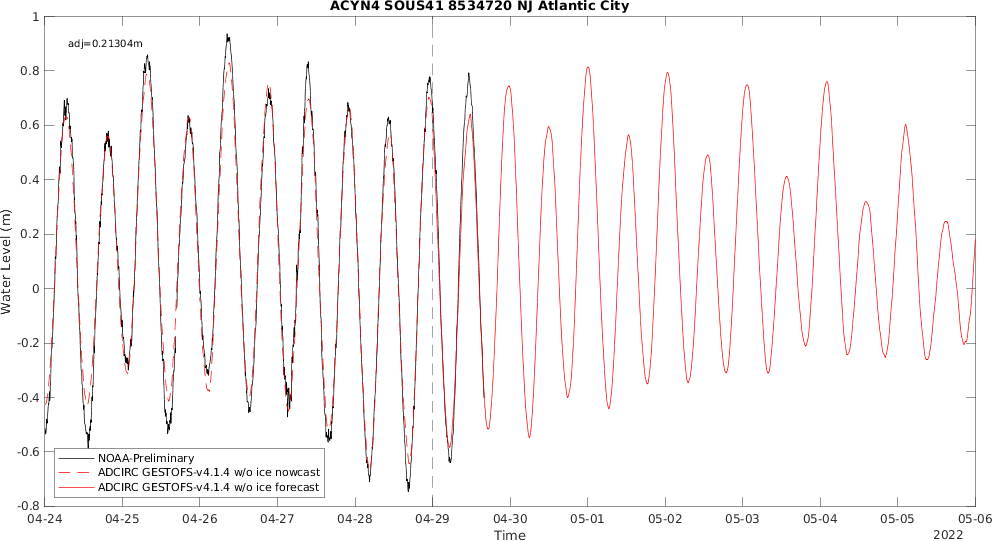 ACYN4 SOUS41 8534720 NJ Atlantic City
adj=0.21304m
Water Level (m)
1
0.8
0.6
0.4
0.2
0
-0.2
-0.4
-0.6
-0.8
NOAA-Preliminary
ADCIRC GESTOFS-v4.1.4 w/o ice nowcast
ADCIRC GESTOFS-v4.1.4 w/o ice forecast
04-24 04-25 04-26 04-27 04-28 04-29 04-30 05-01 05-02 05-03 05-04 05-05 05-06
Time
2022